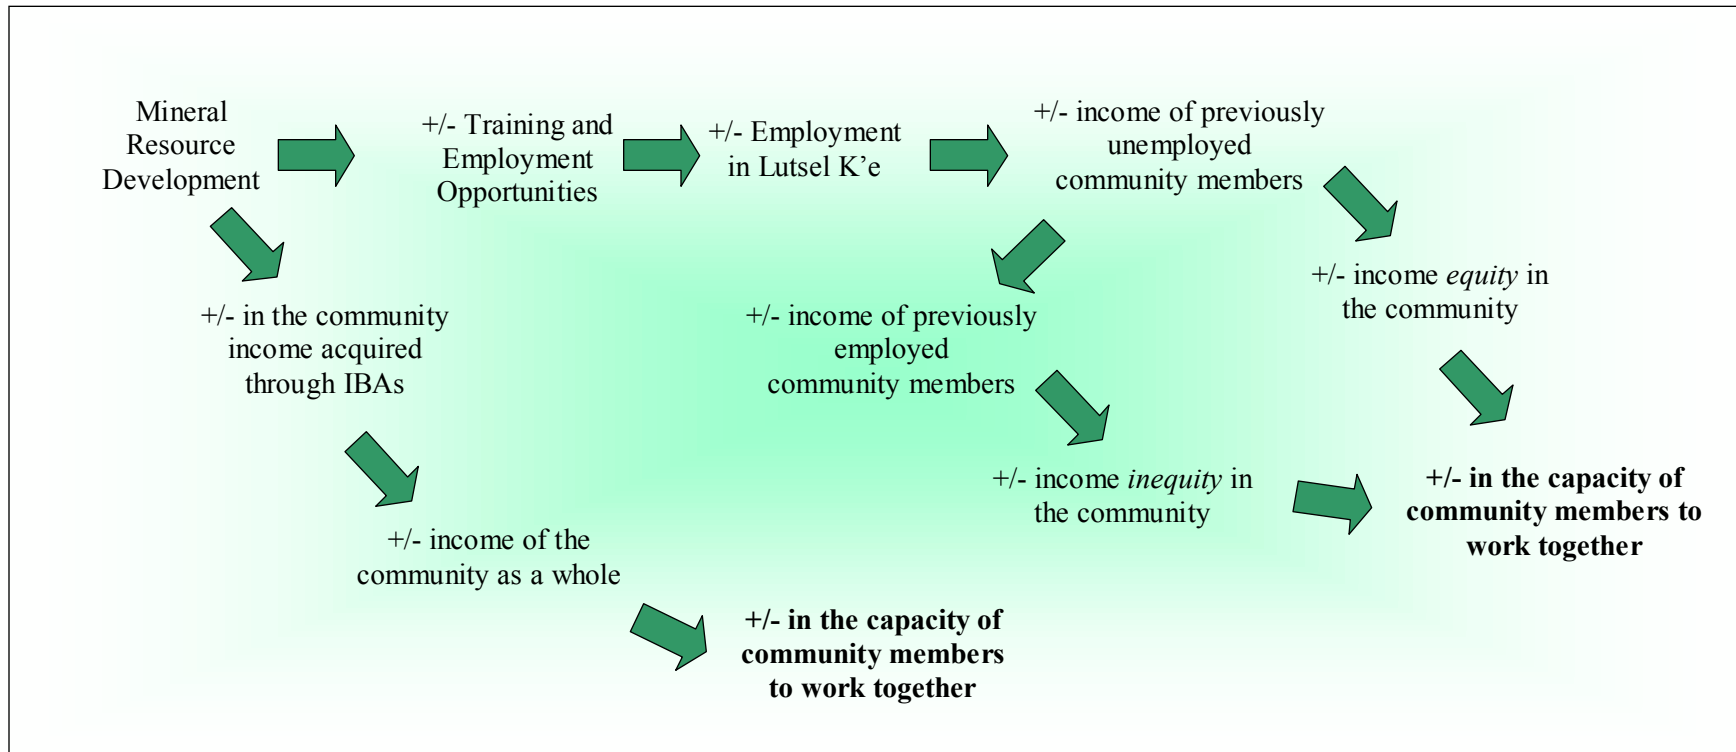 Mineral
Resource
Development
+/- Training and
Employment
Opportunities
+/- Employment
in Lutsel K’e
+/- income of previously
unemployed
community members
+/- income equity in
the community
+/- in the community
income acquired
through IBAs
+/- income of previously
employed
community members
+/- income inequity in
the community
+/- in the capacity of
community members to
work together
+/- income of the
community as a whole
+/- in the capacity of
community members
to work together